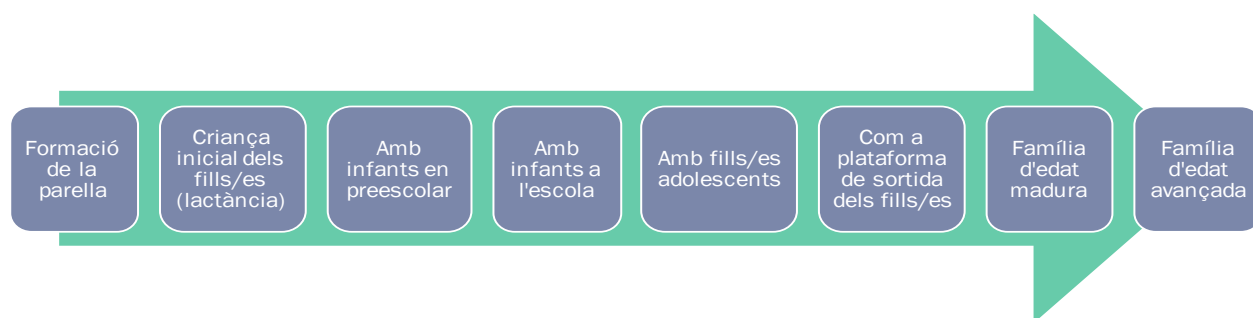 Formació
de la
parella
Criança
inicial dels
fills/es
(lactància)
Amb
infants en
preescolar
Amb
infants a
l'escola
Amb fills/es
adolescents
Com a
plataforma
de sortida
dels fills/es
Família
d'edat
madura
Família
d'edat
avançada